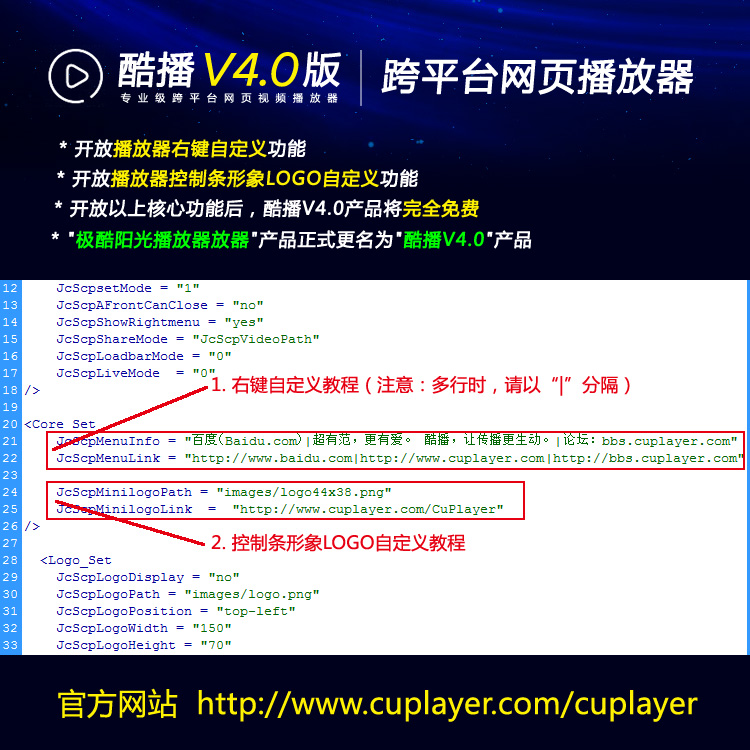 酷播 V4.0版
专业级跨平台网页视频播放器
跨平台网页播放器
* 开放播放器右键自定义功能
* 开放播放器控制条形象LOGO自定义功能
* 开放以上核心功能后，酷播V4.0产品将完全免费
* "极酷阳光播放器放器"产品正式更名为"酷播V4.0"产品
12 JcScpsetMode = "1"
13 JcScpAFrontCanClose = "no"
14 JcScpShowRightmenu = "yes"
15 JcScpShareMode = "JcScpVideoPath"
16 JcScpLoadbarMode = "0"
17 JcScpLiveMode = "0"
1. 右键自定义教程（注意：多行时，请以“|”分隔）
18 />
19
20 <Core_Set
21 JcScpMenuInfo = "百度(Baidu.com)|超有范，更有爱。 酷播，让传播更生动。|论坛：bbs.cuplayer.com"
22 JcScpMenuLink = "http://www.baidu.com|http://www.cuplayer.com|http://bbs.cuplayer.com"
23
24 JcScpMinilogoPath = "images/logo44x38.png"
25 JcScpMinilogoLink = "http://www.cuplayer.com/CuPlayer"
26 />
2. 控制条形象LOGO自定义教程
27
28 <Logo_Set
29 JcScpLogoDisplay = "no"
30 JcScpLogoPath = "images/logo.png"
31 JcScpLogoPosition = "top-left"
32 JcScpLogoWidth = "150"
33 JcScpLogoHeight = "70"
官方网站 http://www.cuplayer.com/cuplayer